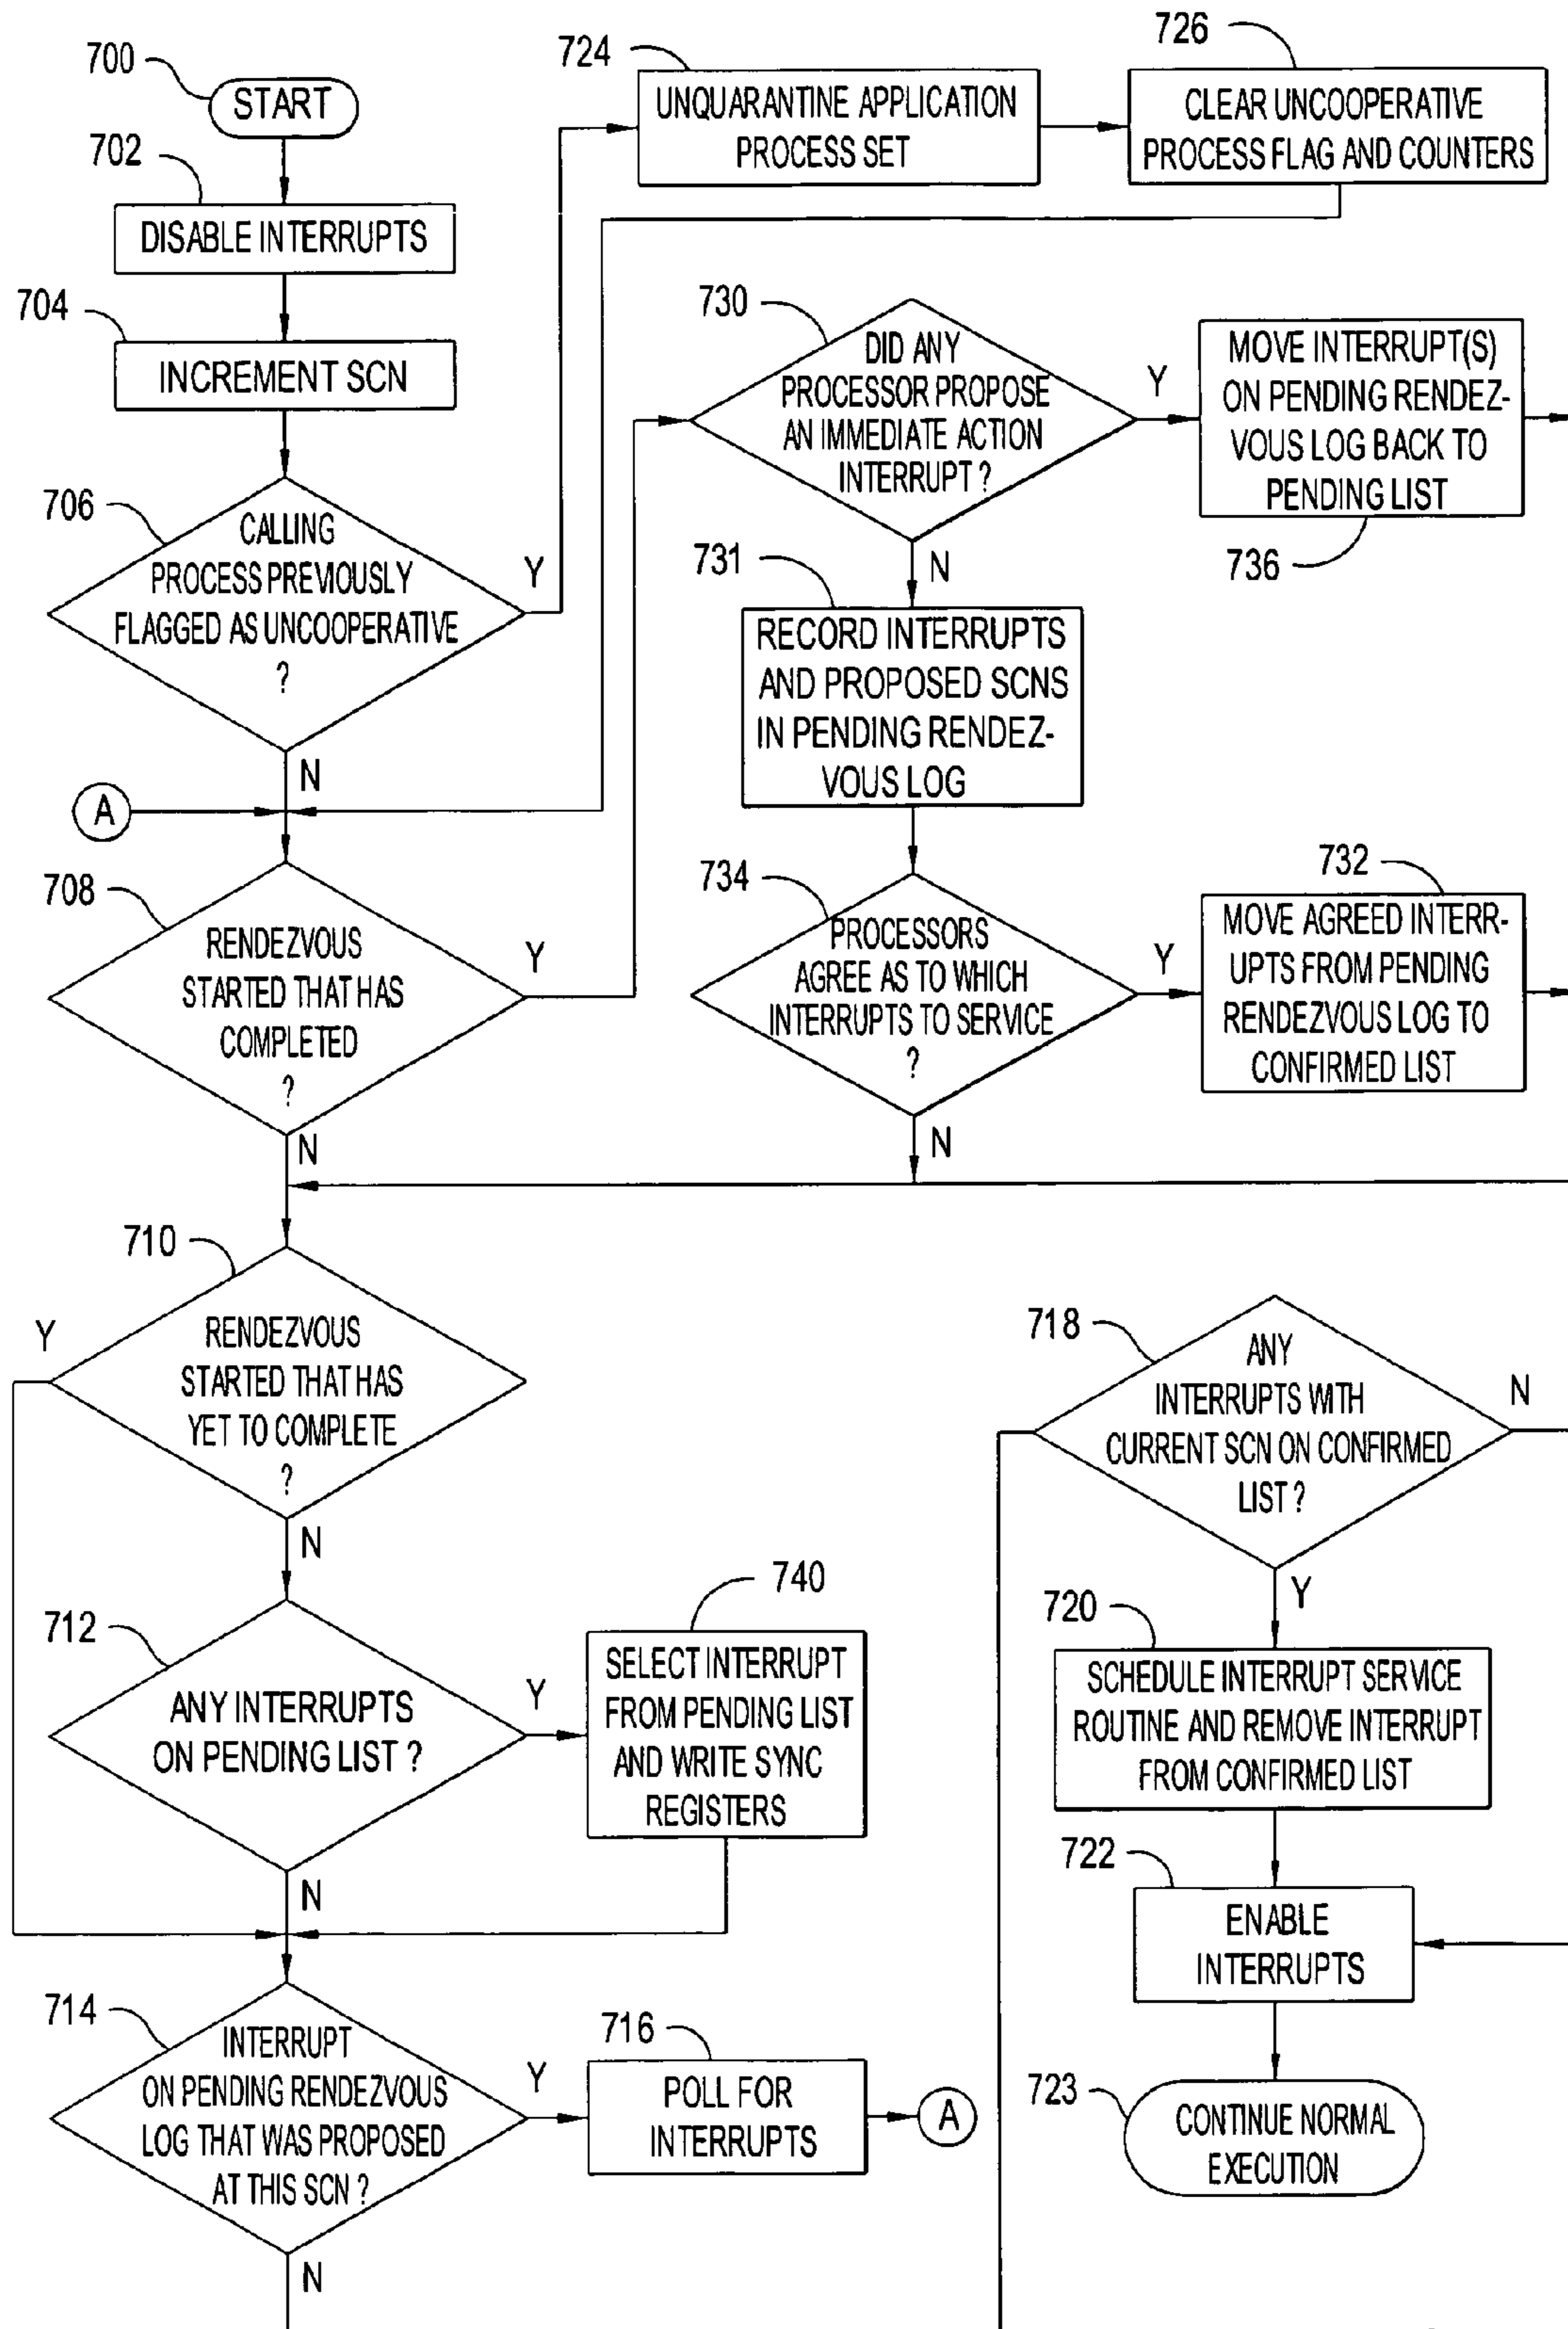 700
START
702
DISABLE INTERRUPTS
704
INCREMENT SCN
706
CALLING
PROCESS PREVIOUSLY
FLAGGED AS UNCOOPERATIVE
?
Y
N
724
UNQUARANTINE APPLICATION
PROCESS SET
726
CLEAR UNCOOPERATIVE
PROCESS FLAG AND COUNTERS
A
708
RENDEZVOUS
STARTED THAT HAS
COMPLETED
?
Y
N
730
DID ANY
PROCESSOR PROPOSE
AN IMMEDIATE ACTION
INTERRUPT ?
Y
N
MOVE INTERRUPT(S)
ON PENDING RENDEZ-
VOUS LOG BACK TO
PENDING LIST
736
731
RECORD INTERRUPTS
AND PROPOSED SCNS
IN PENDING RENDEZ-
VOUS LOG
734
PROCESSORS
AGREE AS TO WHICH
INTERRUPTS TO SERVICE
?
Y
N
732
MOVE AGREED INTERR-
UPTS FROM PENDING
RENDEZVOUS LOG TO
CONFIRMED LIST
710
RENDEZVOUS
STARTED THAT HAS
YET TO COMPLETE
?
Y
N
712
ANY INTERRUPTS
ON PENDING LIST ?
Y
N
740
SELECT INTERRUPT
FROM PENDING LIST
AND WRITE SYNC
REGISTERS
714
INTERRUPT
ON PENDING RENDEZVOUS
LOG THAT WAS PROPOSED
AT THIS SCN ?
Y
N
716
POLL FOR
INTERRUPTS
A
718
ANY
INTERRUPTS WITH
CURRENT SCN ON CONFIRMED
LIST ?
N
Y
720
SCHEDULE INTERRUPT SERVICE
ROUTINE AND REMOVE INTERRUPT
FROM CONFIRMED LIST
722
ENABLE
INTERRUPTS
723
CONTINUE NORMAL
EXECUTION